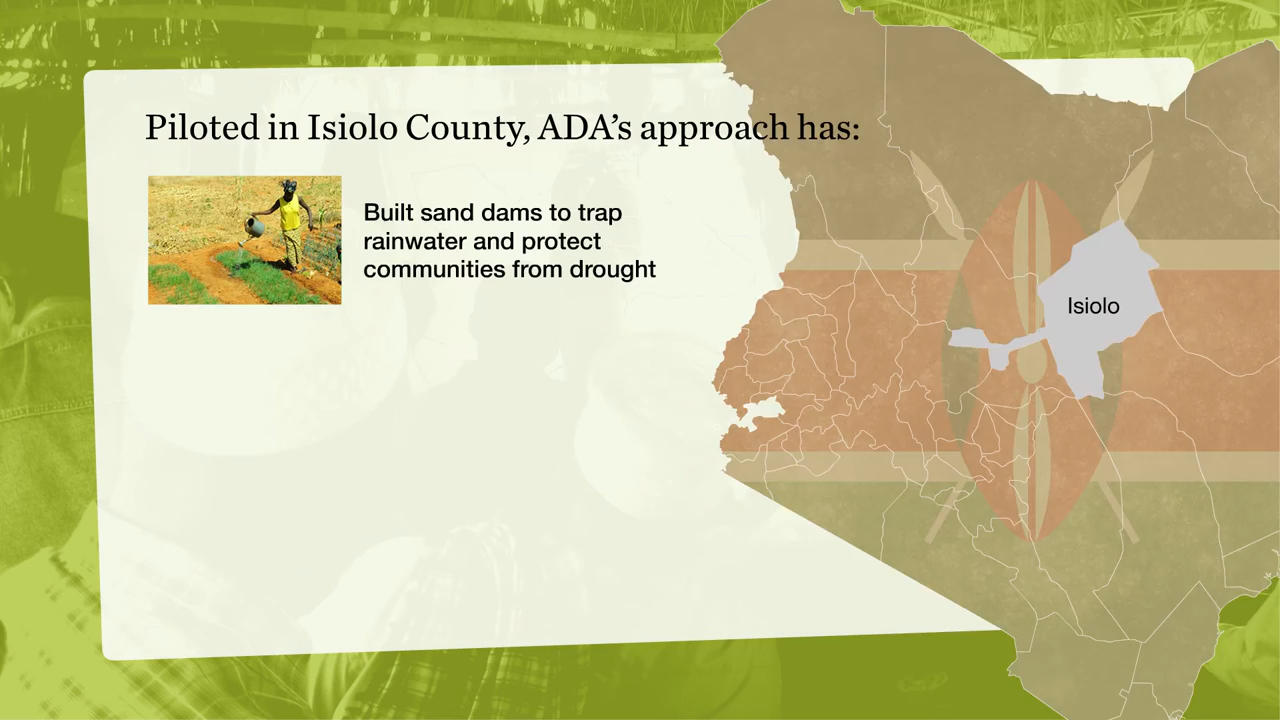 Piloted in Isiolo County, ADA’s approach has:
Built sand dams to trap
rainwater and protect
communities from drought
Isiolo